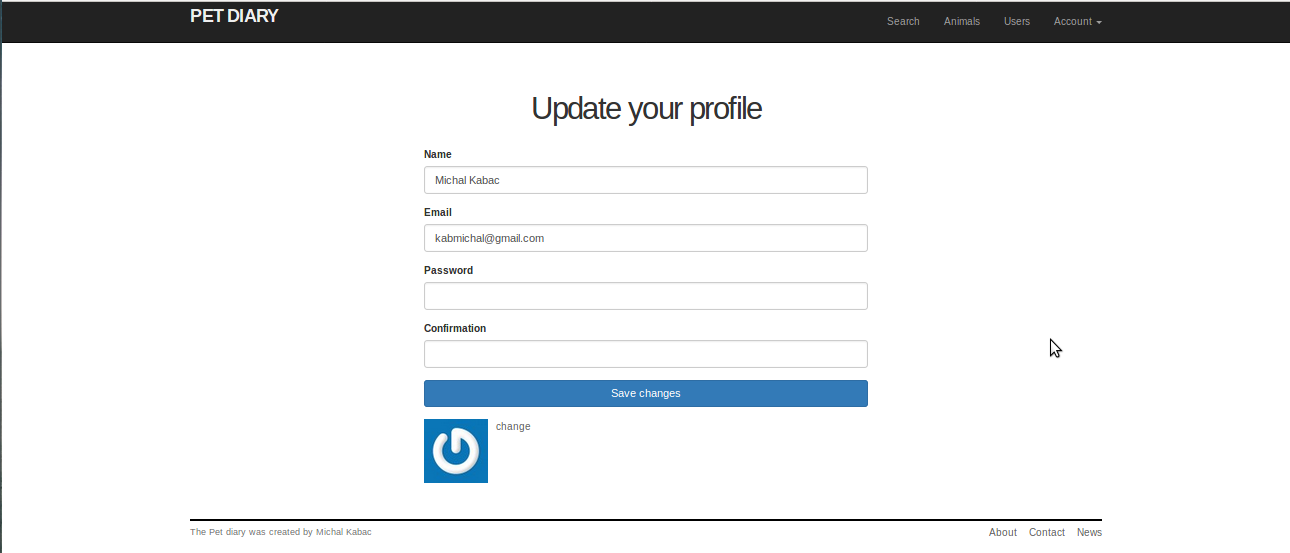 PET DIARY
Search Animals Users Account
Update your profile
Name
Michal Kabac
Email
kabmichal@gmail.com
Password
Confirmation
Save changes
change
The Pet diary was created by Michal Kabac
About Contact News